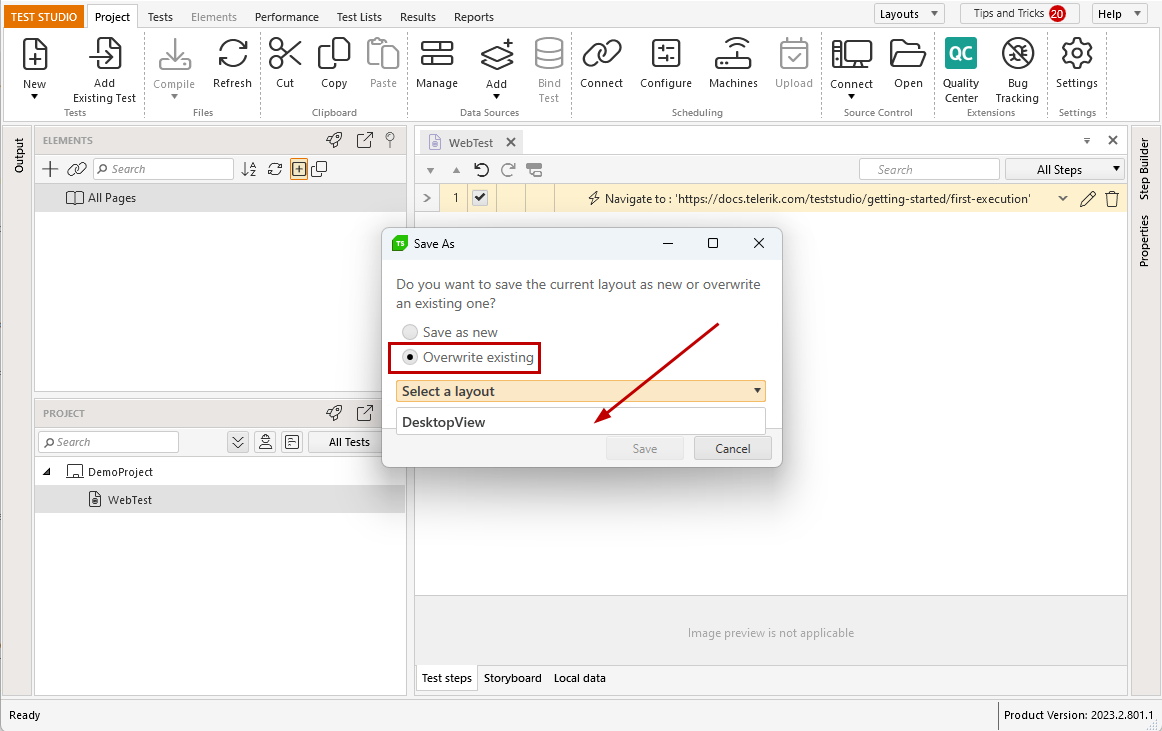 TEST STUDIO Project Tests Elements Performance Test Lists Results Reports Layouts Tips and Tricks 20 Help
New Add Existing Test Compile Refresh Cut Copy Paste Manage Add Bind Test Connect Configure Machines Upload Connect Open QC Quality Center Bug Tracking Settings
Tests Files Clipboard Data Sources Scheduling Source Control Extensions Settings
Output
ELEMENTS
Search
All Pages
PROJECT
Search All Tests
DemoProject
WebTest
WebTest
Search All Steps
1 Navigate to : 'https://docs.telerik.com/teststudio/getting-started/first-execution'
TS Save As
Do you want to save the current layout as new or overwrite
an existing one?
Save as new
Overwrite existing
Select a layout
DesktopView
Save Cancel
Image preview is not applicable
Test steps Storyboard Local data
Step Builder
Properties
Ready Product Version: 2023.2.801.1